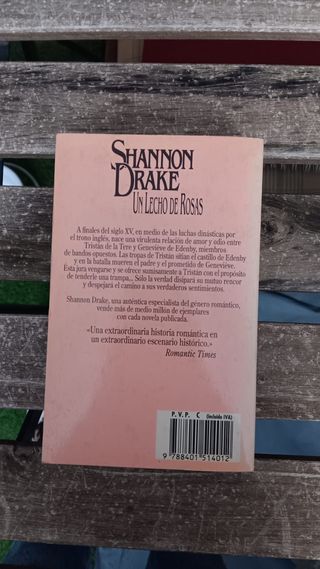 SHANNON
DRAKE
UN LECHO DE ROSAS
A finales del siglo XV, en medio de las luchas dinásticas por
el trono inglés, nace una virulenta relación de amor y odio entre
Tristán de la Tere y Geneviève de Edenby, miembros
de bandos opuestos. Las tropas de Tristán sitian el castillo de Edenby
y en la batalla mueren el padre y el prometido de Geneviève.
Ésta jura vengarse y se ofrece sumisamente a Tristán con el propósito
de tenderle una trampa... Sólo la verdad disipará su mutuo rencor
y despejará el camino a sus verdaderos sentimientos.
Shannon Drake, una auténtica especialista del género romántico,
vende más de medio millón de ejemplares
con cada novela publicada.
«Una extraordinaria historia romántica en
un extraordinario escenario histórico.»
Romantic Times
P. V. P. C (incluido IVA)
9 788401 514012